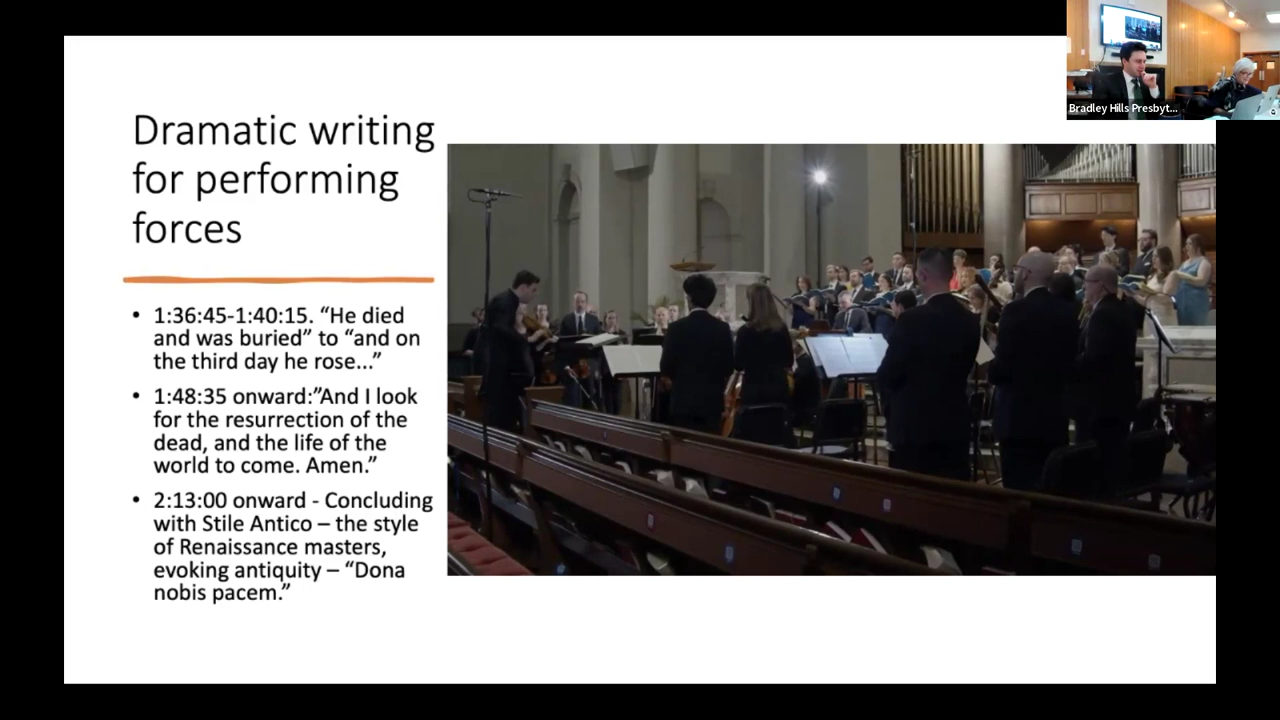 Bradley Hills Presbyt...
Dramatic writing
for performing
forces
• 1:36:45-1:40:15. “He died
and was buried” to “and on
the third day he rose...”
• 1:48:35 onward:”And I look
for the resurrection of the
dead, and the life of the
world to come. Amen.”
• 2:13:00 onward - Concluding
with Stile Antico – the style
of Renaissance masters,
evoking antiquity – “Dona
nobis pacem.”